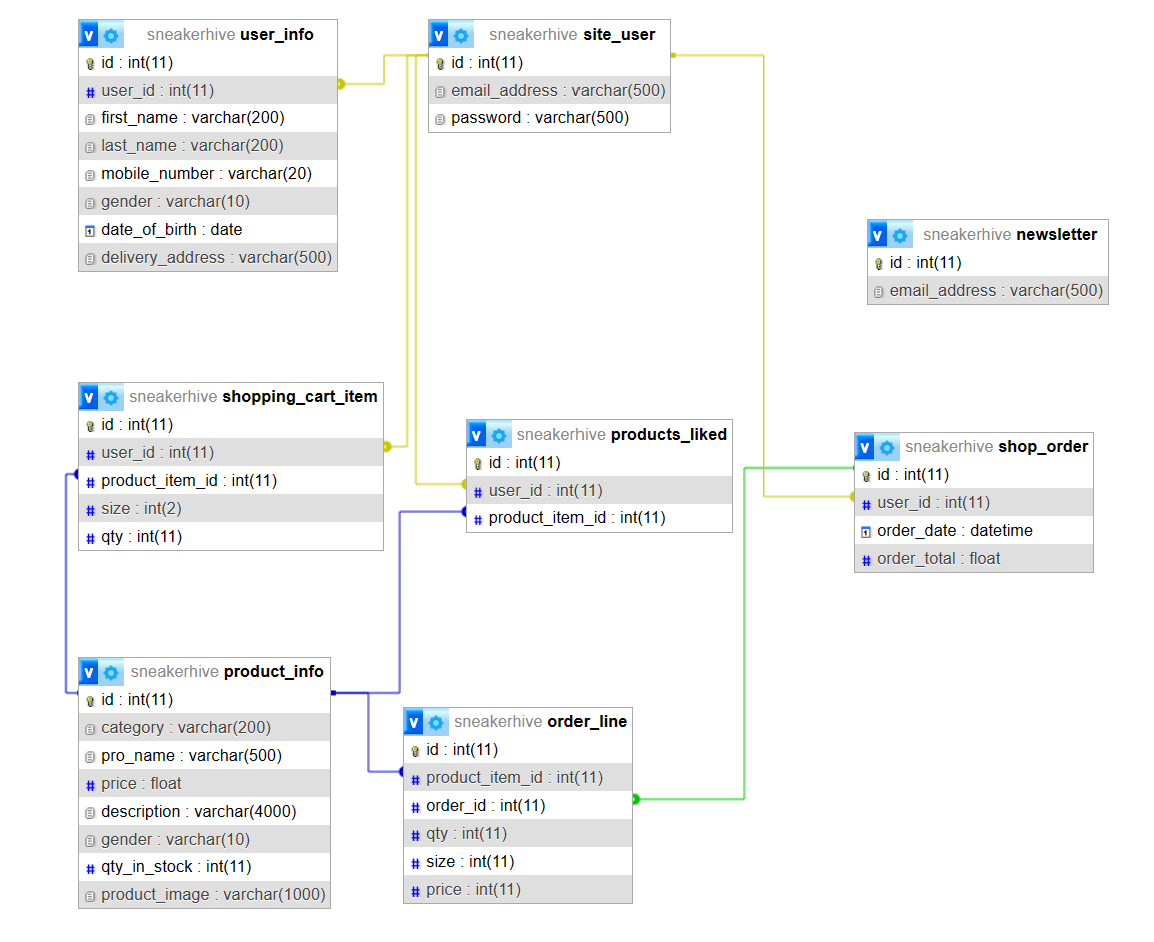 sneakerhive user_info
id : int(11)
user_id : int(11)
first_name : varchar(200)
last_name : varchar(200)
mobile_number : varchar(20)
gender : varchar(10)
date_of_birth : date
delivery_address : varchar(500)
sneakerhive site_user
id : int(11)
email_address : varchar(500)
password : varchar(500)
sneakerhive newsletter
id : int(11)
email_address : varchar(500)
sneakerhive shopping_cart_item
id : int(11)
user_id : int(11)
product_item_id : int(11)
size : int(2)
qty : int(11)
sneakerhive products_liked
id : int(11)
user_id : int(11)
product_item_id : int(11)
sneakerhive shop_order
id : int(11)
user_id : int(11)
order_date : datetime
order_total : float
sneakerhive product_info
id : int(11)
category : varchar(200)
pro_name : varchar(500)
price : float
description : varchar(4000)
gender : varchar(10)
qty_in_stock : int(11)
product_image : varchar(1000)
sneakerhive order_line
id : int(11)
product_item_id : int(11)
order_id : int(11)
qty : int(11)
size : int(11)
price : int(11)